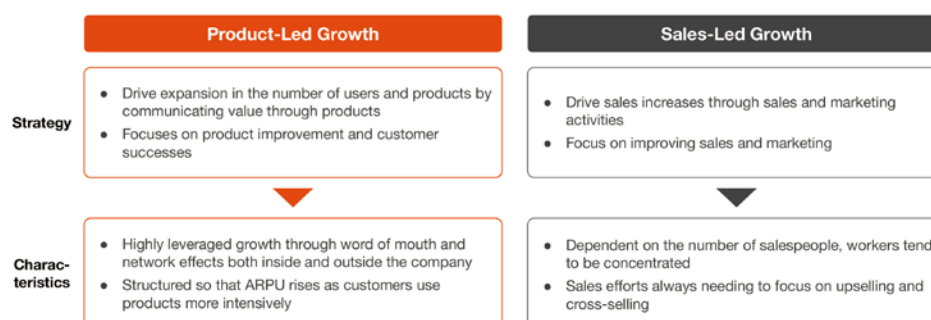 Product-Led Growth
Sales-Led Growth
Strategy
● Drive expansion in the number of users and products by
communicating value through products
● Focuses on product improvement and customer
successes
● Drive sales increases through sales and marketing
activities
● Focus on improving sales and marketing
Charac-
teristics
● Highly leveraged growth through word of mouth and
network effects both inside and outside the company
● Structured so that ARPU rises as customers use
products more intensively
● Dependent on the number of salespeople, workers tend
to be concentrated
● Sales efforts always needing to focus on upselling and
cross-selling